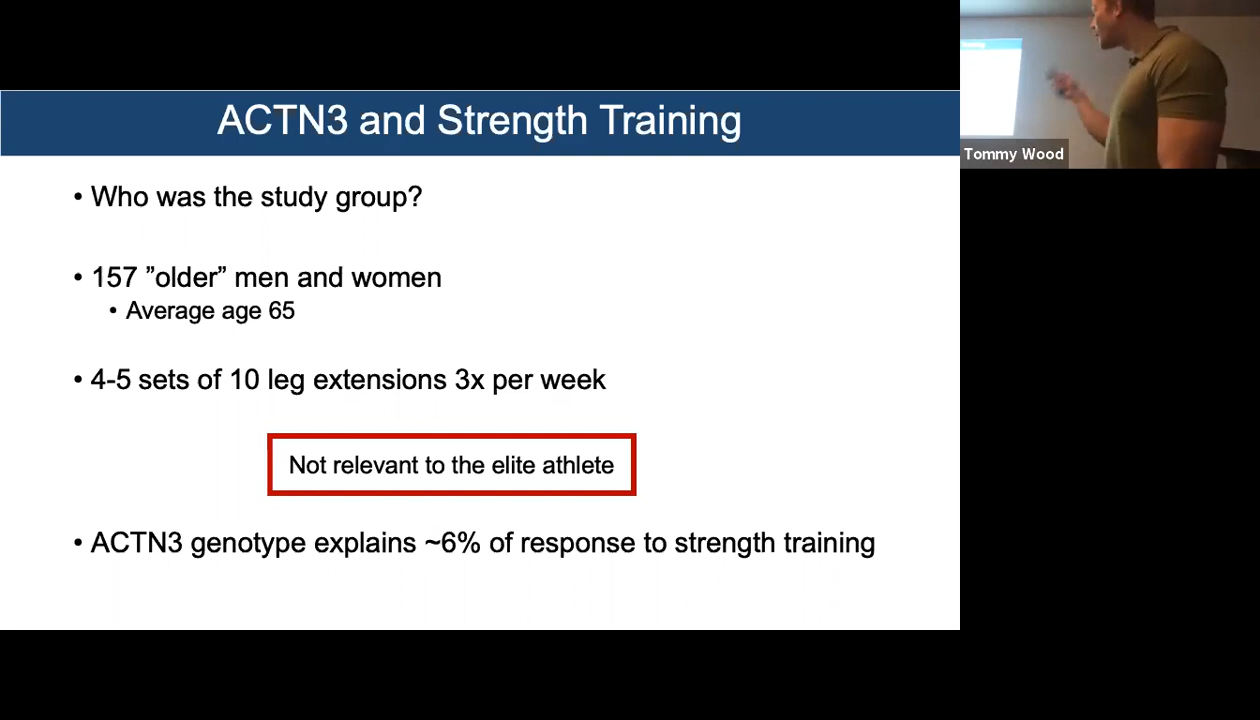 ACTN3 and Strength Training
Tommy Wood
• Who was the study group?
• 157 ”older” men and women
• Average age 65
• 4-5 sets of 10 leg extensions 3x per week
Not relevant to the elite athlete
• ACTN3 genotype explains ~6% of response to strength training